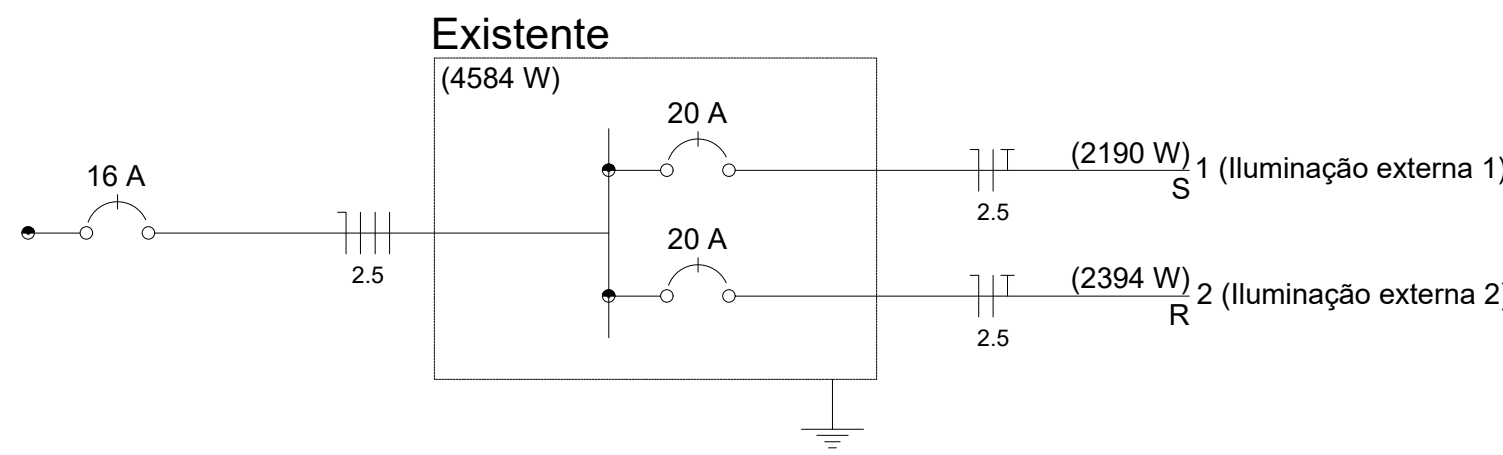 Existente
(4584 W)
20 A
16 A
(2190 W)
1 (Iluminação externa 1)
S
2.5
20 A
2.5
(2394 W)
2 (Iluminação externa 2)
R
2.5